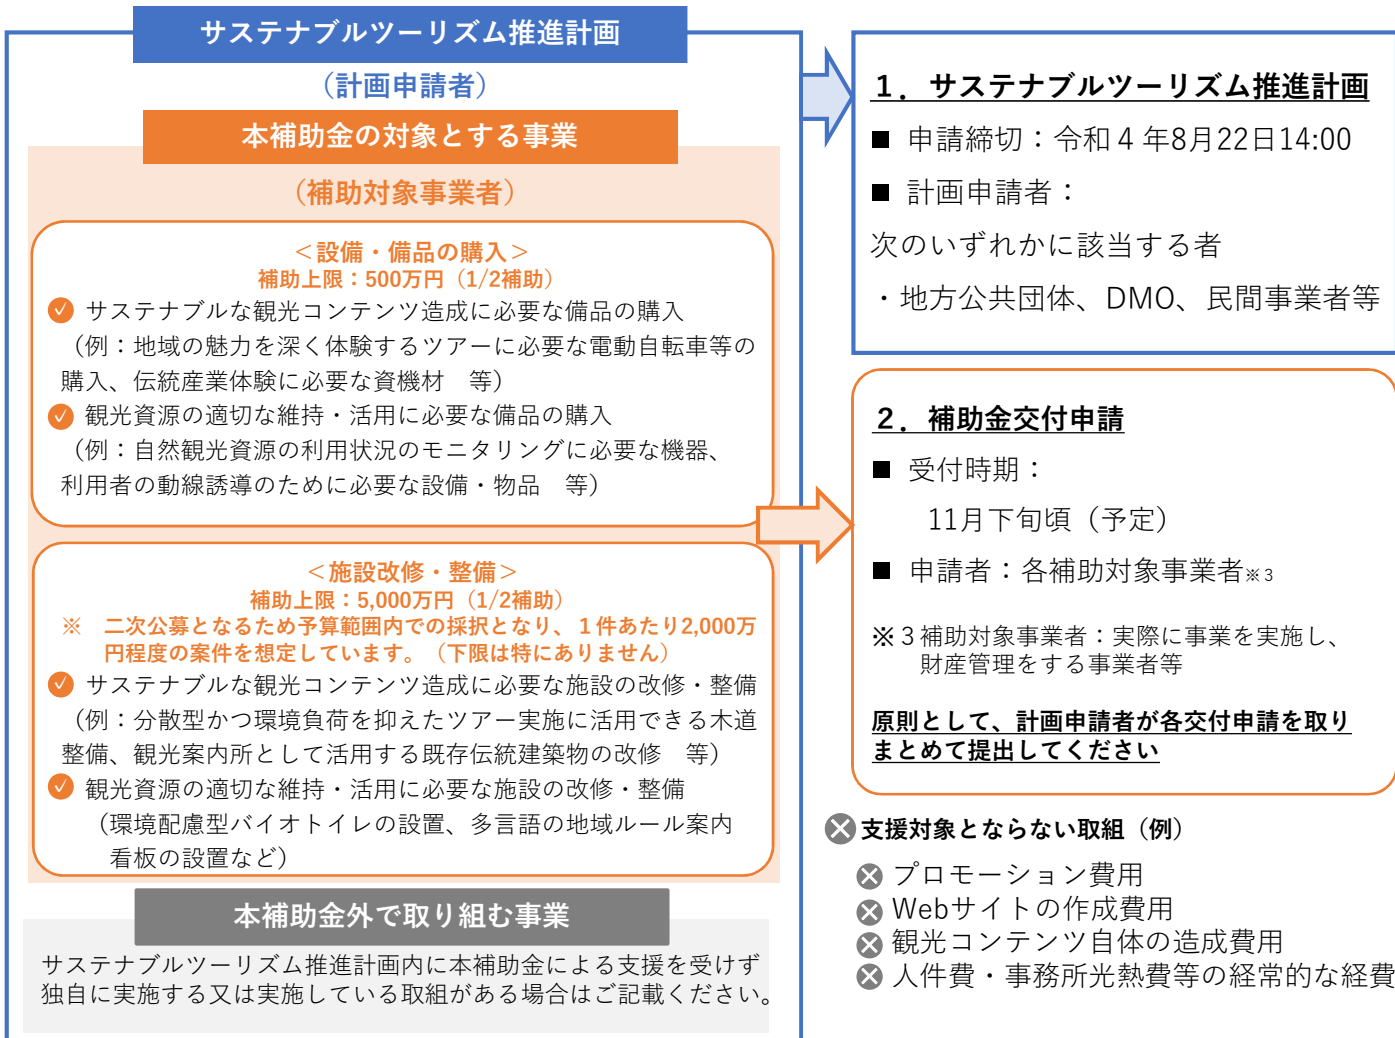 サステナブルツーリズム推進計画
（計画申請者）
本補助金の対象とする事業
（補助対象事業者）
＜設備・備品の購入＞
補助上限：500万円（1/2補助）
サステナブルな観光コンテンツ造成に必要な備品の購入
（例：地域の魅力を深く体験するツアーに必要な電動自転車等の
購入、伝統産業体験に必要な資機材　等）
観光資源の適切な維持・活用に必要な備品の購入
（例：自然観光資源の利用状況のモニタリングに必要な機器、
利用者の動線誘導のために必要な設備・物品　等）
＜施設改修・整備＞
補助上限：5,000万円（1/2補助）
※　二次公募となるため予算範囲内での採択となり、１件あたり2,000万
円程度の案件を想定しています。（下限は特にありません）
サステナブルな観光コンテンツ造成に必要な施設の改修・整備
（例：分散型かつ環境負荷を抑えたツアー実施に活用できる木道
整備、観光案内所として活用する既存伝統建築物の改修　等）
観光資源の適切な維持・活用に必要な施設の改修・整備
（環境配慮型バイオトイレの設置、多言語の地域ルール案内
看板の設置など）
本補助金外で取り組む事業
サステナブルツーリズム推進計画内に本補助金による支援を受けず
独自に実施する又は実施している取組がある場合はご記載ください。
１．サステナブルツーリズム推進計画
■ 申請締切：令和４年8月22日14:00
■ 計画申請者：
次のいずれかに該当する者
・地方公共団体、DMO、民間事業者等
２．補助金交付申請
■ 受付時期：
11月下旬頃（予定）
■ 申請者：各補助対象事業者※３
※３補助対象事業者：実際に事業を実施し、
財産管理をする事業者等
原則として、計画申請者が各交付申請を取り
まとめて提出してください
支援対象とならない取組（例）
プロモーション費用
Webサイトの作成費用
観光コンテンツ自体の造成費用
人件費・事務所光熱費等の経常的な経費